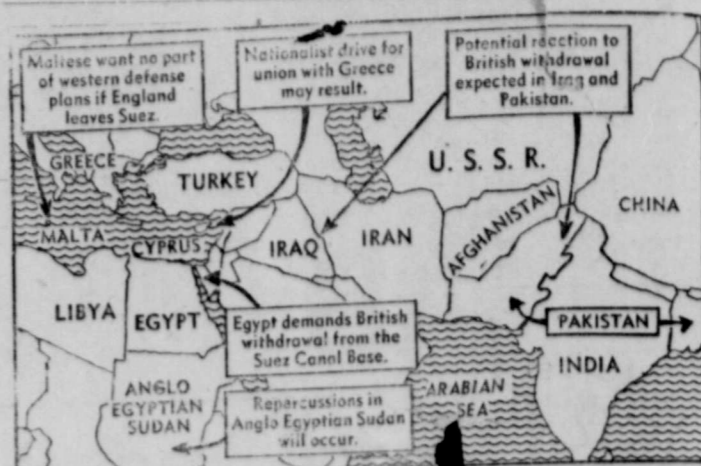 Maltese want no part
of western defense
plans if England
leaves Suez.
Nationalist drive for
union with Greece
may result.
Potential reaction to
British withdrawal
expected in Iraq and
Pakistan.
GREECE
TURKEY
U. S. S. R.
CHINA
MALTA
CYPRUS
IRAQ
IRAN
AFGHANISTAN
LIBYA
EGYPT
Egypt demands British
withdrawal from the
Suez Canal Base.
PAKISTAN
INDIA
ANGLO
EGYPTIAN
SUDAN
Repercussions in
Anglo Egyptian Sudan
will occur.
ARABIAN
SEA